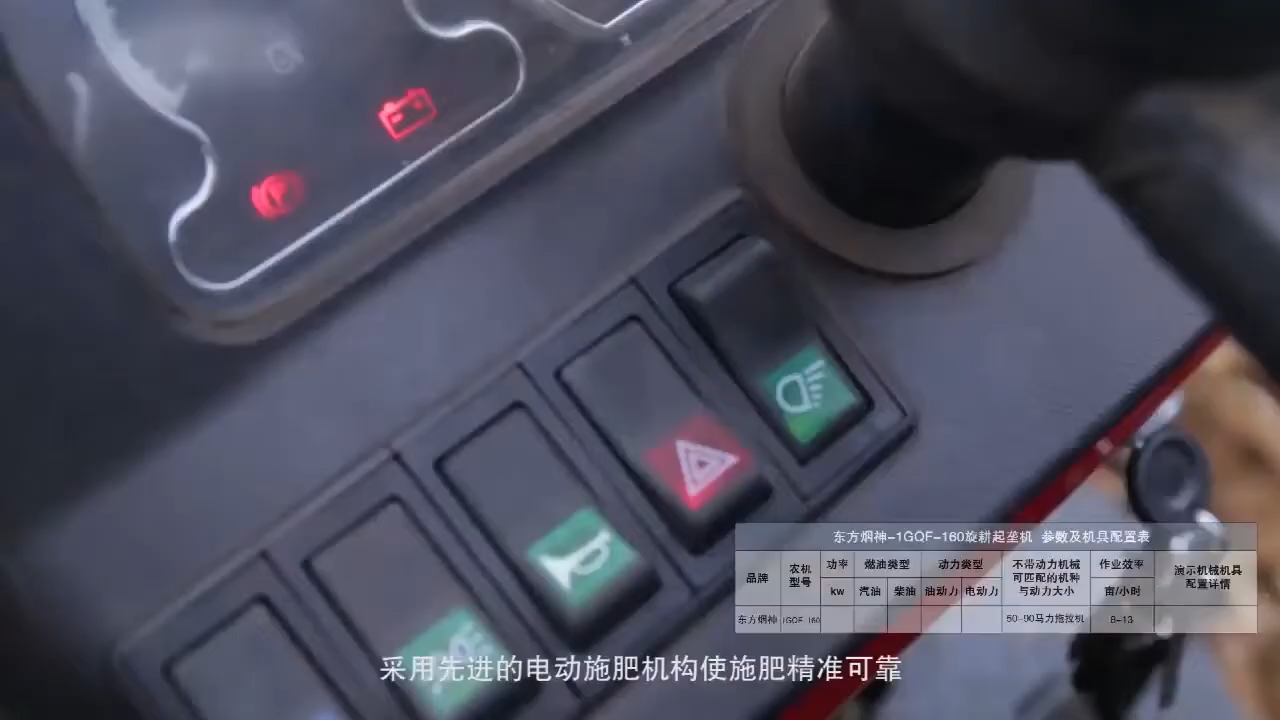 东方烟神-1GQF-160旋耕起垄机 参数及机具配置表
品牌 农机型号 功率 燃油类型 动力类型 不带动力机械可匹配的机种与动力大小 作业效率 演示机械机具配置详情
kw 汽油 柴油 油动力 电动力 亩/小时
东方烟神 1GQF-160 50-90马力拖拉机 8-13
采用先进的电动施肥机构使施肥精准可靠